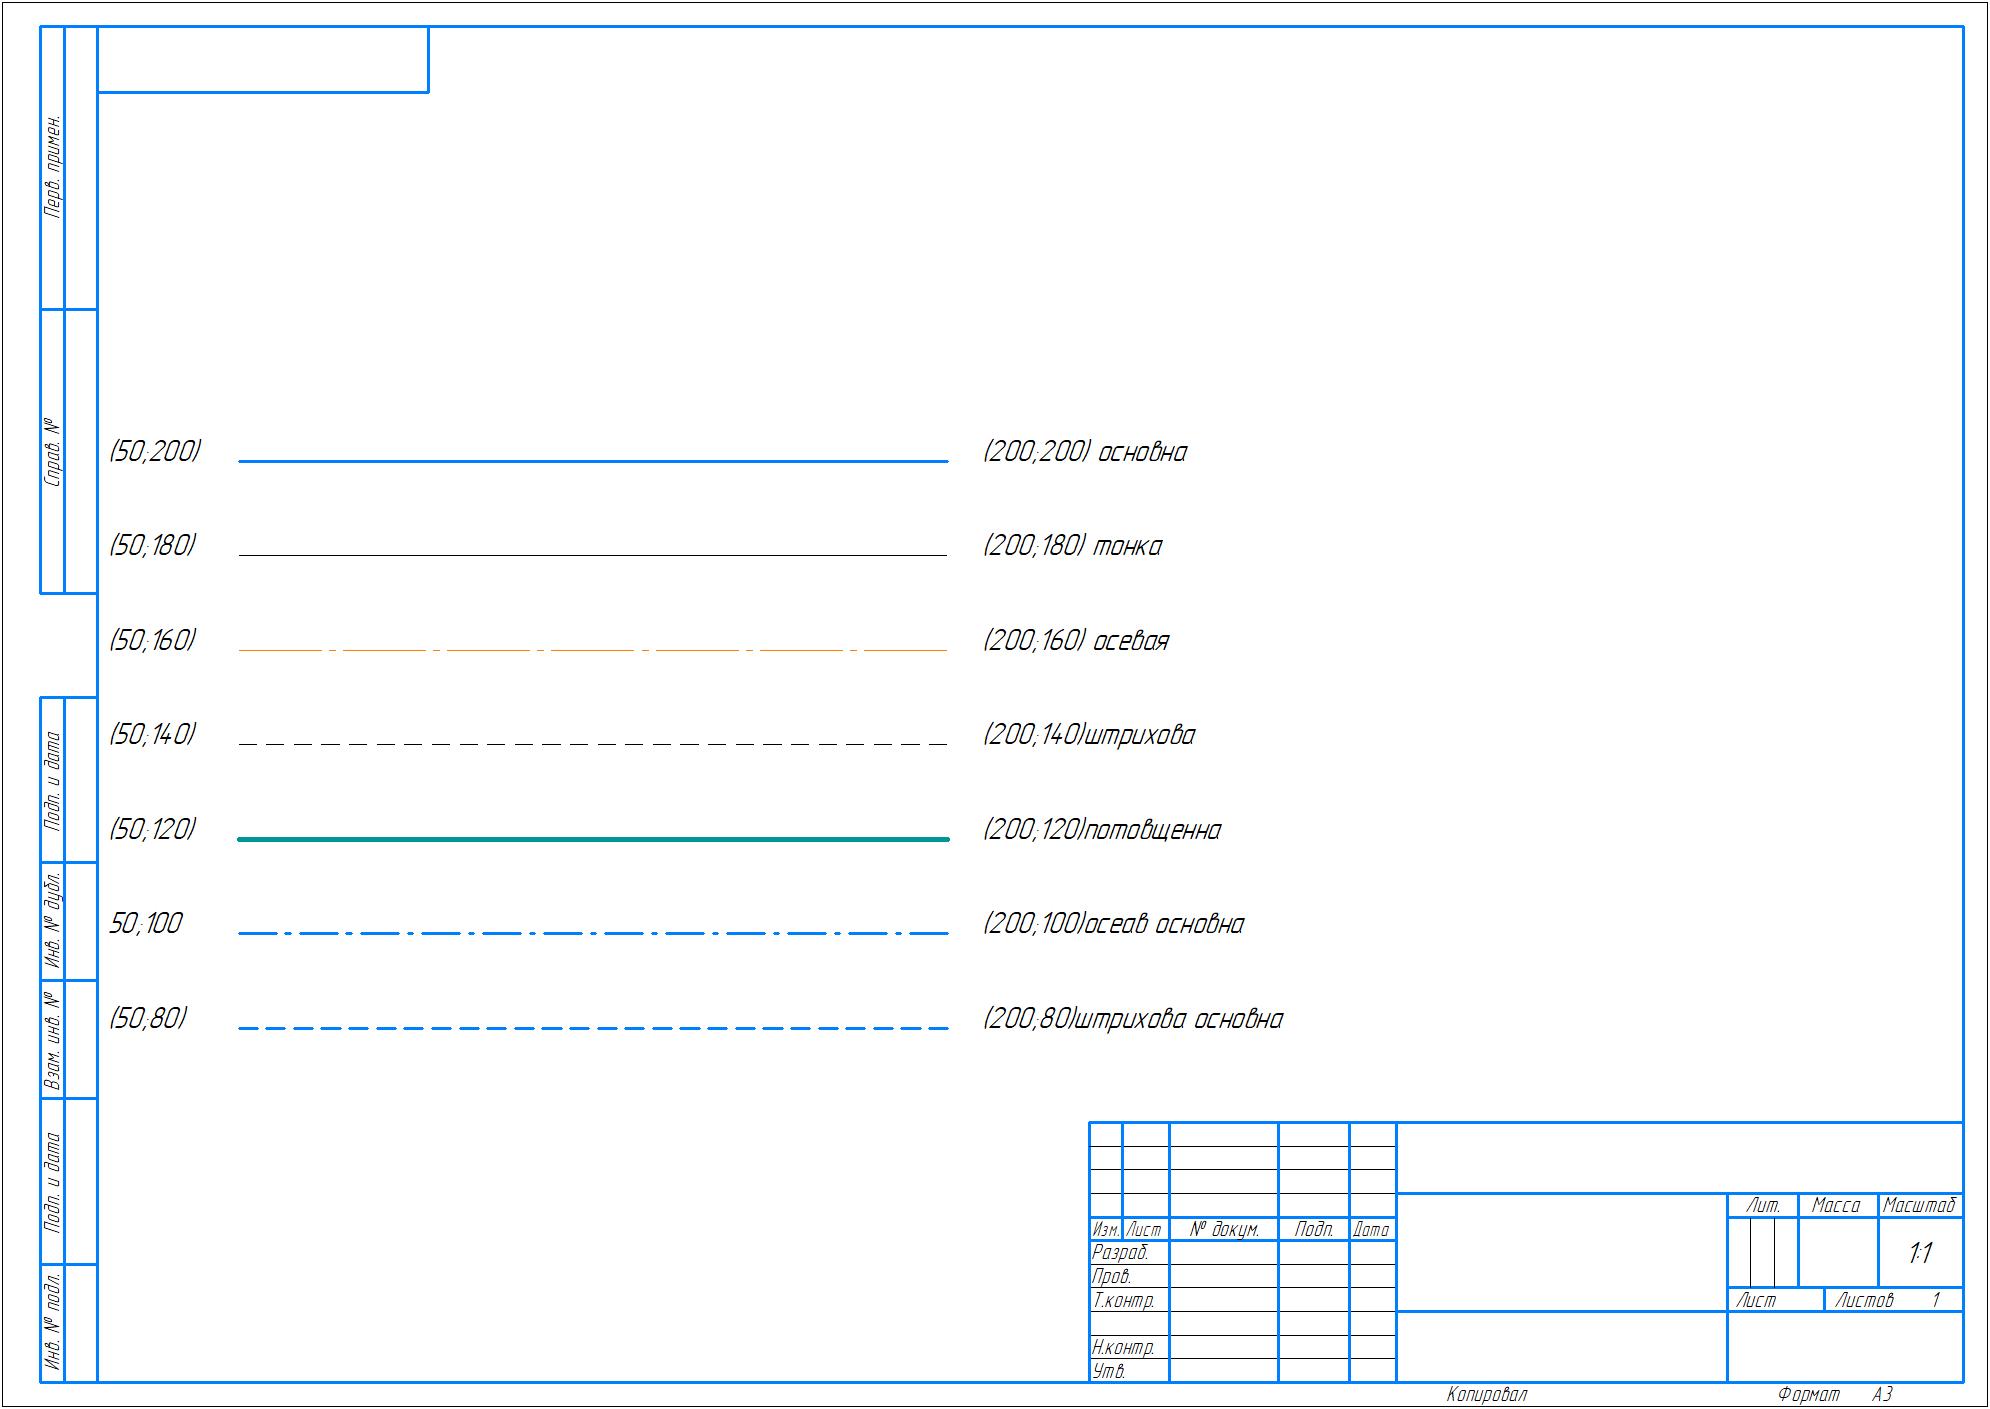 Перв. примен.
Справ. №
Подп. и дата
Инв. № дубл.
Взам. инв. №
Подп. и дата
Инв. № подл.
(50;200) (200;200) основна
(50;180) (200;180) тонка
(50;160) (200;160) осевая
(50;140) (200;140)штрихова
(50;120) (200;120)потовщенна
50;100 (200;100)осеав основна
(50;80) (200;80)штрихова основна
Лит. Масса Масштаб
Изм. Лист № докум. Подп. Дата
Разраб. 1:1
Пров.
Т.контр. Лист Листов 1
Н.контр.
Утв.
Копировал Формат А3